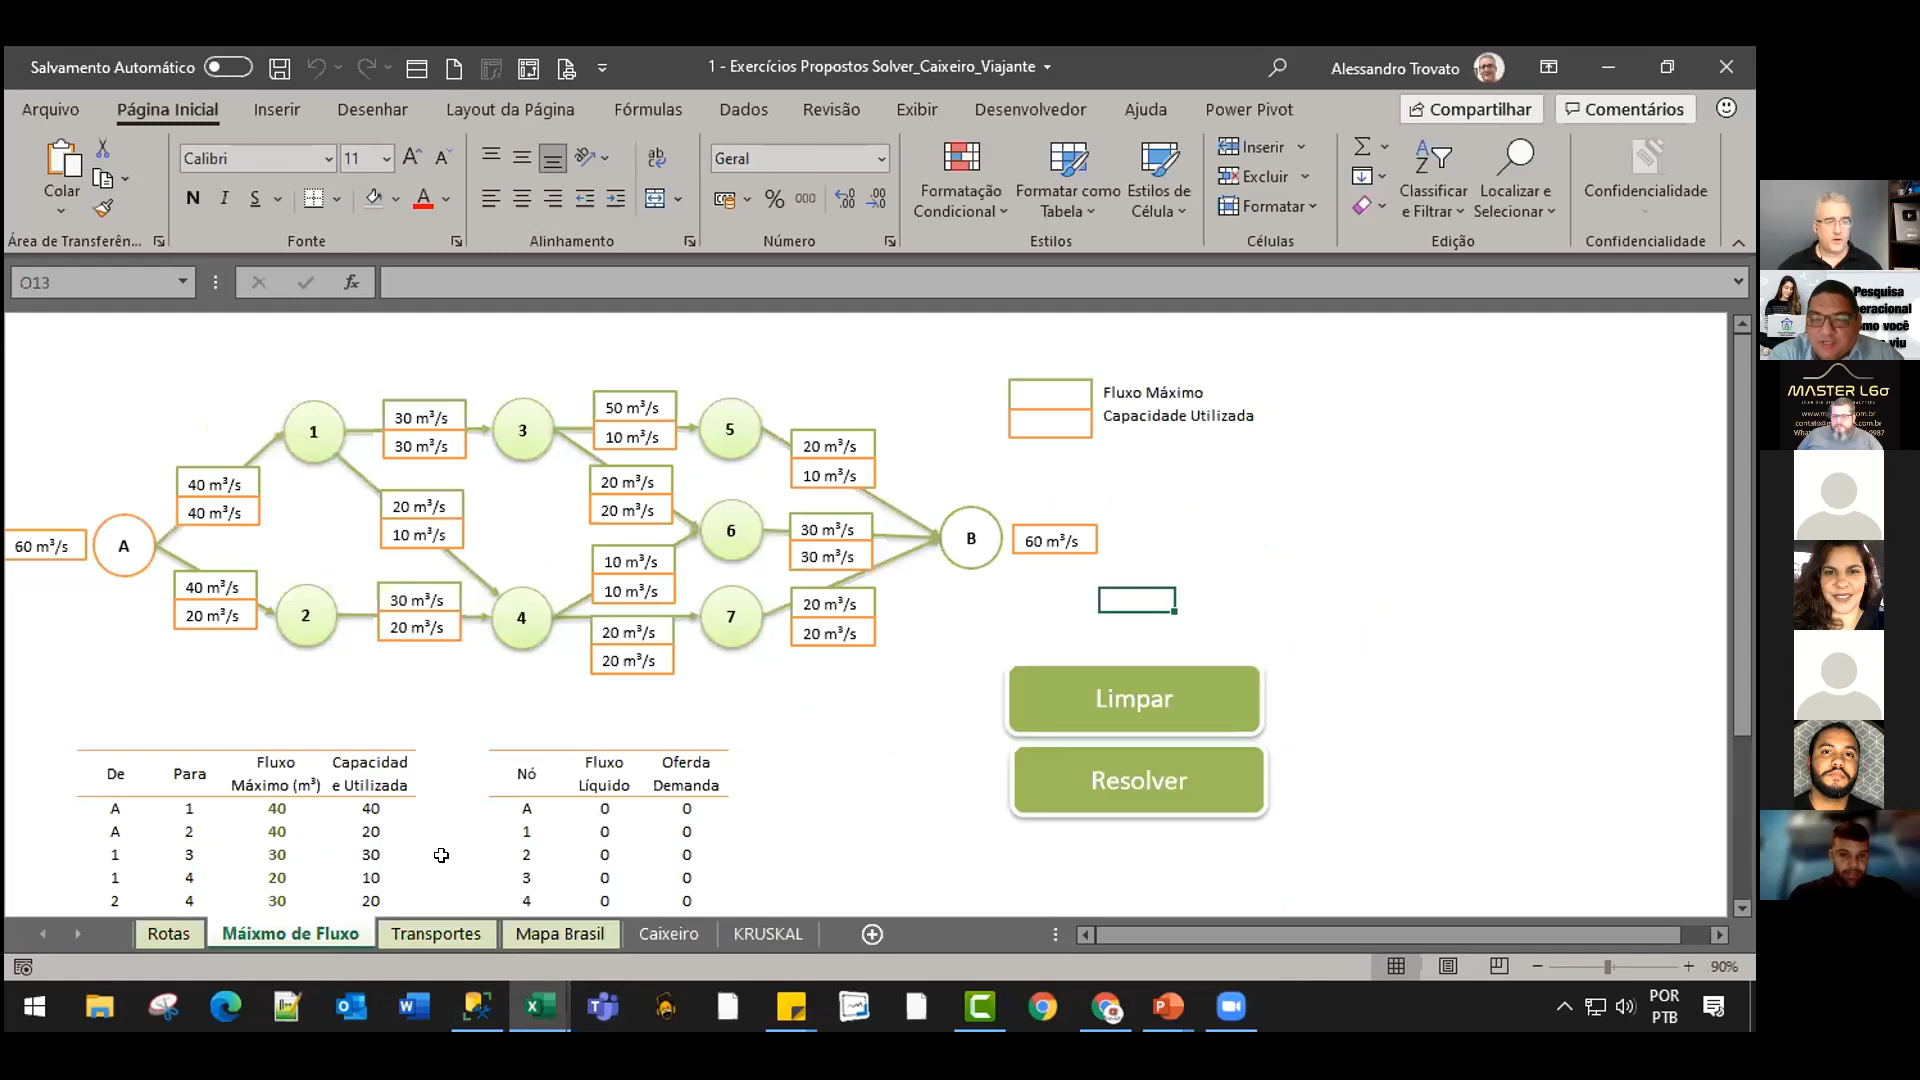 Salvamento Automático
1 - Exercícios Propostos Solver_Caixeiro_Viajante
Alessandro Trovato
Arquivo Página Inicial Inserir Desenhar Layout da Página Fórmulas Dados Revisão Exibir Desenvolvedor Ajuda Power Pivot Compartilhar Comentários
Colar
Calibri 11
N I S
Geral
% 000
Formatação Condicional
Formatar como Tabela
Estilos de Célula
Inserir
Excluir
Formatar
Classificar e Filtrar
Localizar e Selecionar
Confidencialidade
Área de Transferên... Fonte Alinhamento Número Estilos Células Edição Confidencialidade
O13
fx
Fluxo Máximo
Capacidade Utilizada
60 m³/s
A
40 m³/s
40 m³/s
40 m³/s
20 m³/s
1
2
30 m³/s
30 m³/s
20 m³/s
10 m³/s
30 m³/s
20 m³/s
3
4
50 m³/s
10 m³/s
20 m³/s
20 m³/s
10 m³/s
10 m³/s
20 m³/s
20 m³/s
5
6
7
20 m³/s
10 m³/s
30 m³/s
30 m³/s
20 m³/s
20 m³/s
B
60 m³/s
Limpar
Resolver
De Para Fluxo Máximo (m³) Capacidad e Utilizada
A 1 40 40
A 2 40 20
1 3 30 30
1 4 20 10
2 4 30 20
Nó Fluxo Líquido Oferda Demanda
A 0 0
1 0 0
2 0 0
3 0 0
4 0 0
Rotas Máixmo de Fluxo Transportes Mapa Brasil Caixeiro KRUSKAL
90%
POR
PTB
Pesquisa
MASTER L6σ